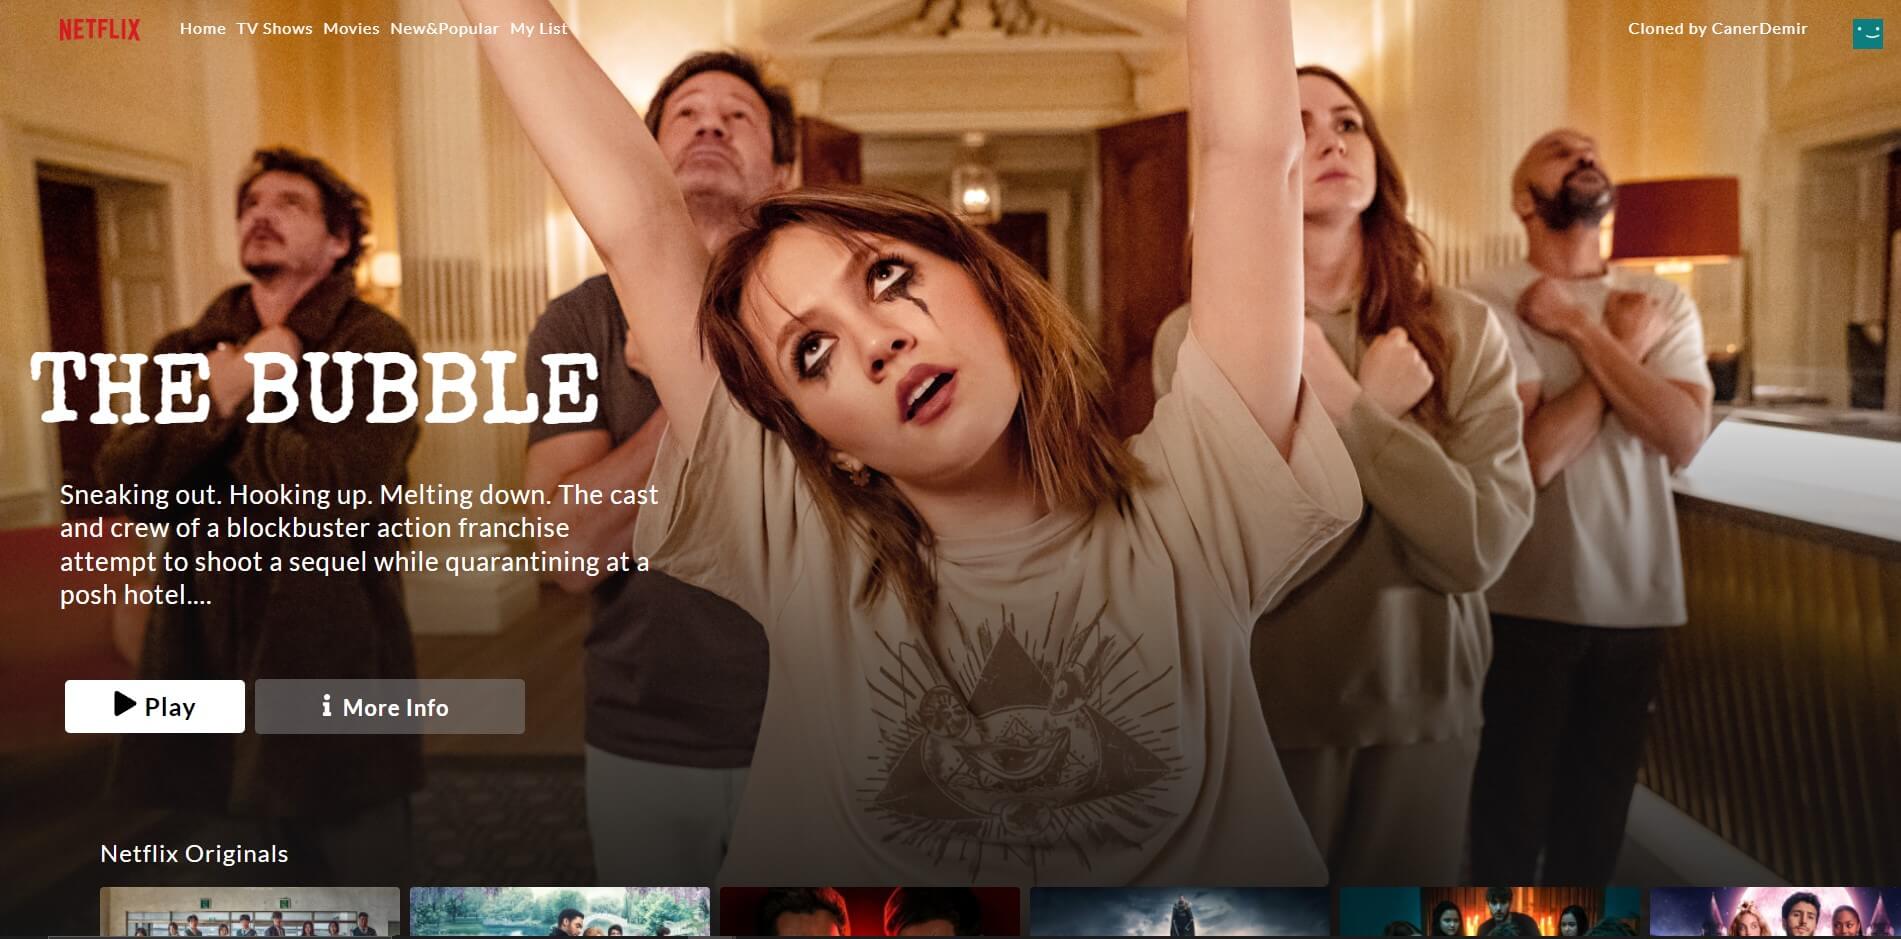 NETFLIX Home TV Shows Movies New&Popular My List Cloned by CanerDemir
THE BUBBLE
Sneaking out. Hooking up. Melting down. The cast
and crew of a blockbuster action franchise
attempt to shoot a sequel while quarantining at a
posh hotel....
Play More Info
Netflix Originals